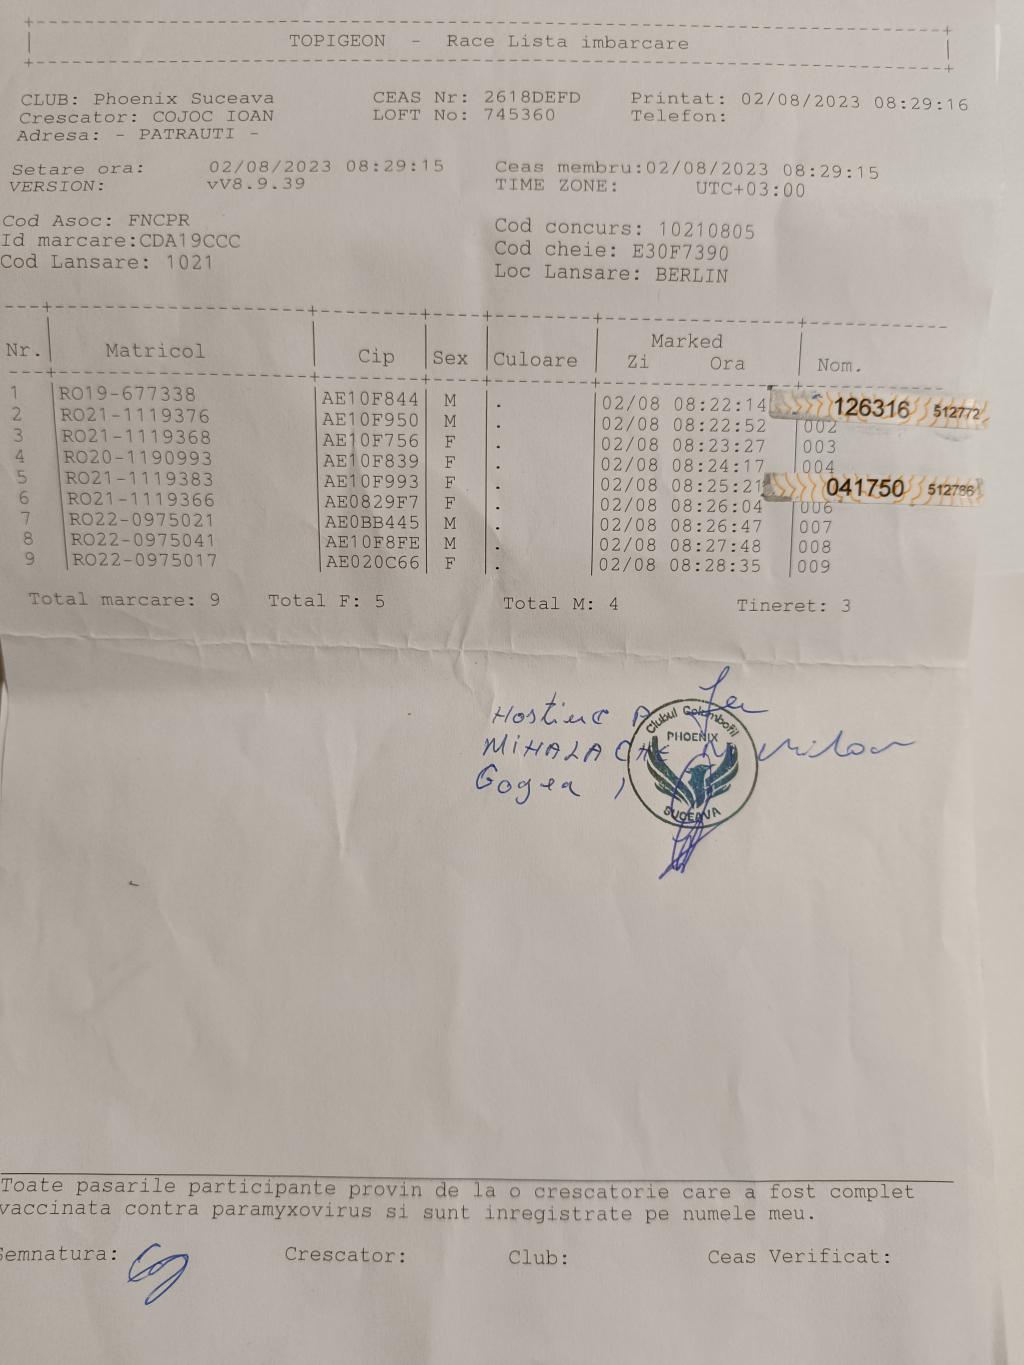 TOPIGEON - Race Lista imbarcare
CLUB: Phoenix Suceava CEAS Nr: 2618DEFD Printat: 02/08/2023 08:29:16
Crescator: COJOC IOAN LOFT No: 745360 Telefon:
Adresa: - PATRAUTI -
Setare ora: 02/08/2023 08:29:15 Ceas membru:02/08/2023 08:29:15
VERSION: vV8.9.39 TIME ZONE: UTC+03:00
Cod Asoc: FNCPR Cod concurs: 10210805
Id marcare:CDA19CCC Cod cheie: E30F7390
Cod Lansare: 1021 Loc Lansare: BERLIN
Marked
Nr. Matricol Cip Sex Culoare Zi Ora Nom.
1 RO19-677338 AE10F844 M . 02/08 08:22:14 126316 512772
2 RO21-1119376 AE10F950 M . 02/08 08:22:52 002
3 RO21-1119368 AE10F756 F . 02/08 08:23:27 003
4 RO20-1190993 AE10F839 F . 02/08 08:24:17 004
5 RO21-1119383 AE10F993 F . 02/08 08:25:21 041750 512786
6 RO21-1119366 AE0829F7 F . 02/08 08:26:04 006
7 RO22-0975021 AE0BB445 M . 02/08 08:26:47 007
8 RO22-0975041 AE10F8FE M . 02/08 08:27:48 008
9 RO22-0975017 AE020C66 F . 02/08 08:28:35 009
Total marcare: 9 Total F: 5 Total M: 4 Tineret: 3
Hostiuc A
MIHALACHE
Gogea I
Clubul Columbofil
PHOENIX
SUCEAVA
Toate pasarile participante provin de la o crescatorie care a fost complet
vaccinata contra paramyxovirus si sunt inregistrate pe numele meu.
Semnatura: Crescator: Club: Ceas Verificat: